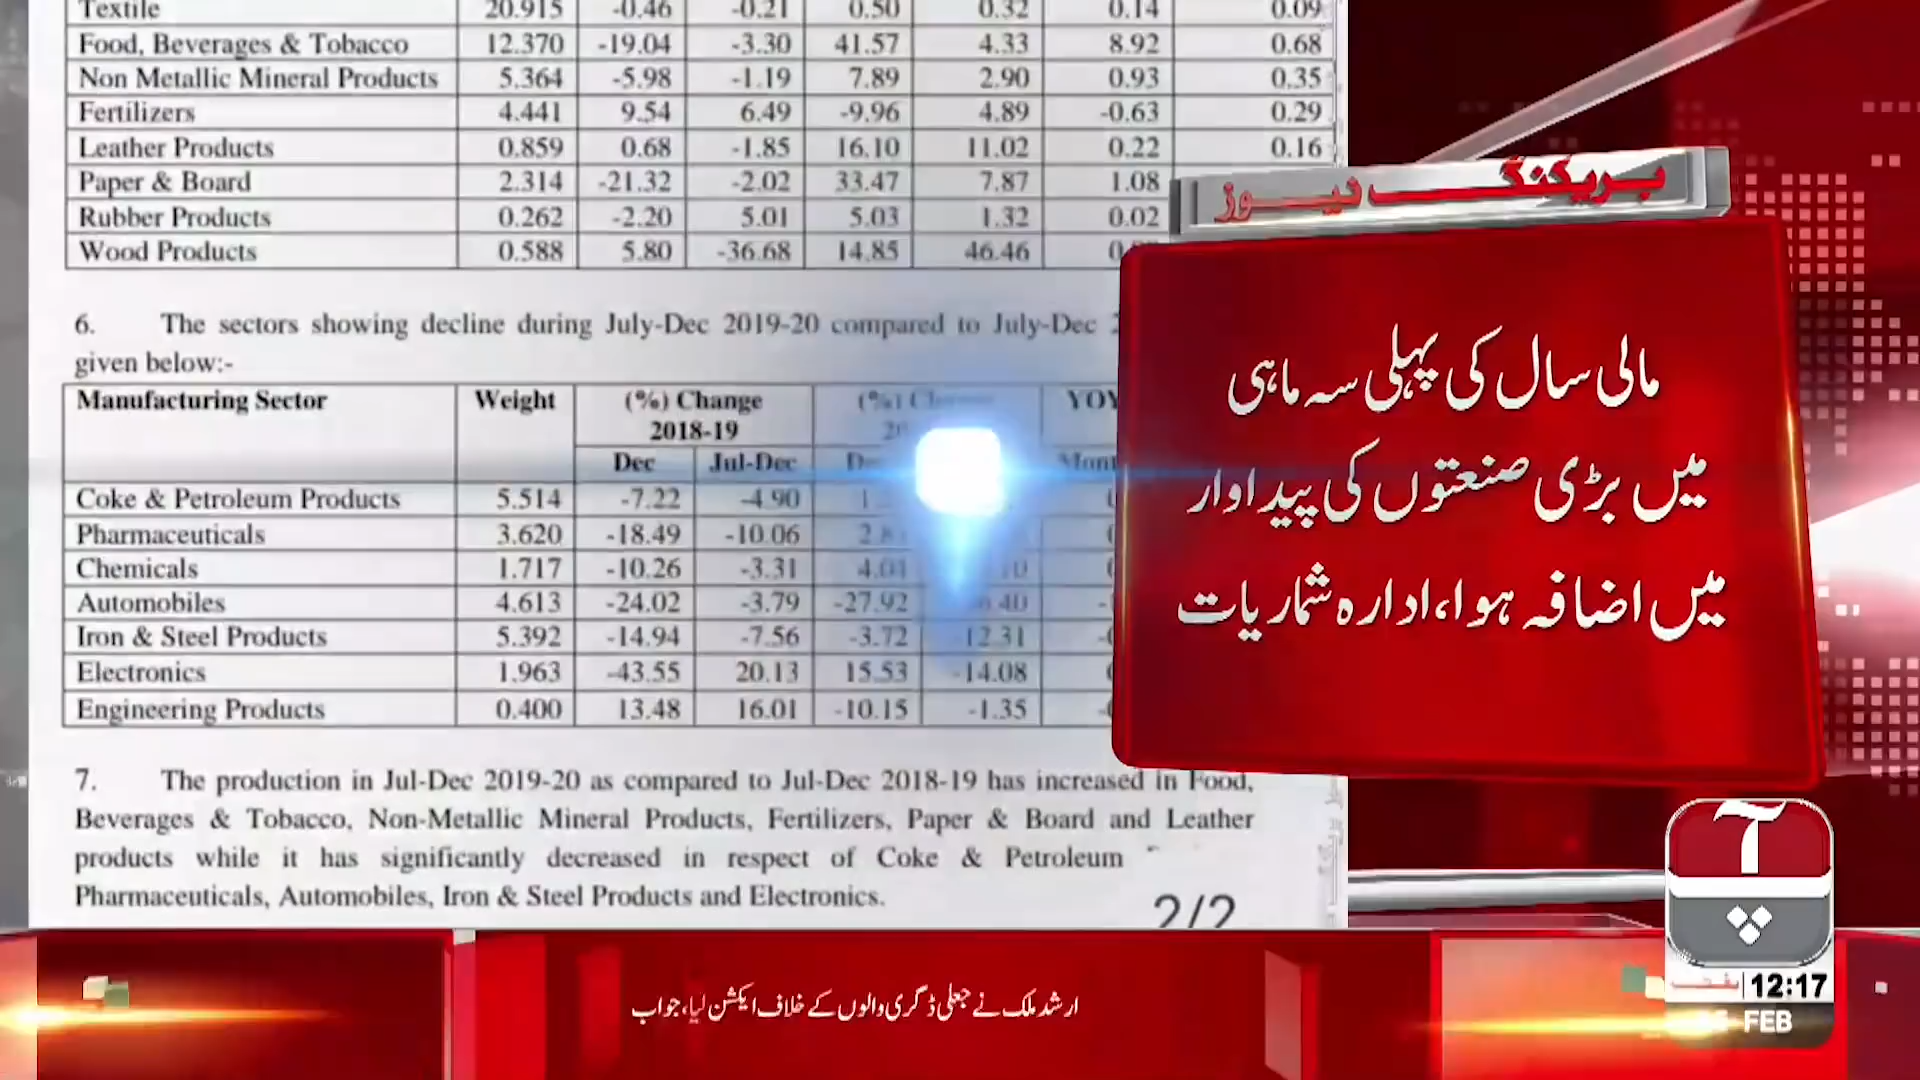 Textile 20.915 -0.46 -0.21 0.50 0.32 0.14 0.09
Food, Beverages & Tobacco 12.370 -19.04 -3.30 41.57 4.33 8.92 0.68
Non Metallic Mineral Products 5.364 -5.98 -1.19 7.89 2.90 0.93 0.35
Fertilizers 4.441 9.54 6.49 -9.96 4.89 -0.63 0.29
Leather Products 0.859 0.68 -1.85 16.10 11.02 0.22 0.16
Paper & Board 2.314 -21.32 -2.02 33.47 7.87 1.08
Rubber Products 0.262 -2.20 5.01 5.03 1.32 0.02
Wood Products 0.588 5.80 -36.68 14.85 46.46
6. The sectors showing decline during July-Dec 2019-20 compared to July-Dec
given below:-
Manufacturing Sector Weight (%) Change
2018-19
Dec Jul-Dec
Coke & Petroleum Products 5.514 -7.22 -4.90
Pharmaceuticals 3.620 -18.49 -10.06
Chemicals 1.717 -10.26 -3.31
Automobiles 4.613 -24.02 -3.79 -27.92
Iron & Steel Products 5.392 -14.94 -7.56 -3.72 -12.31
Electronics 1.963 -43.55 20.13 15.53 -14.08
Engineering Products 0.400 13.48 16.01 -10.15 -1.35
7. The production in Jul-Dec 2019-20 as compared to Jul-Dec 2018-19 has increased in Food,
Beverages & Tobacco, Non-Metallic Mineral Products, Fertilizers, Paper & Board and Leather
products while it has significantly decreased in respect of Coke & Petroleum
Pharmaceuticals, Automobiles, Iron & Steel Products and Electronics.
2/2
بریکنگ نیوز
مالی سال کی پہلی سہ ماہی
میں بڑی صنعتوں کی پیداوار
میں اضافہ ہوا، ادارہ شماریات
آپ
12:17
FEB
ارشد ملک نے جعلی ڈگری والوں کے خلاف ایکشن لیا، جواب